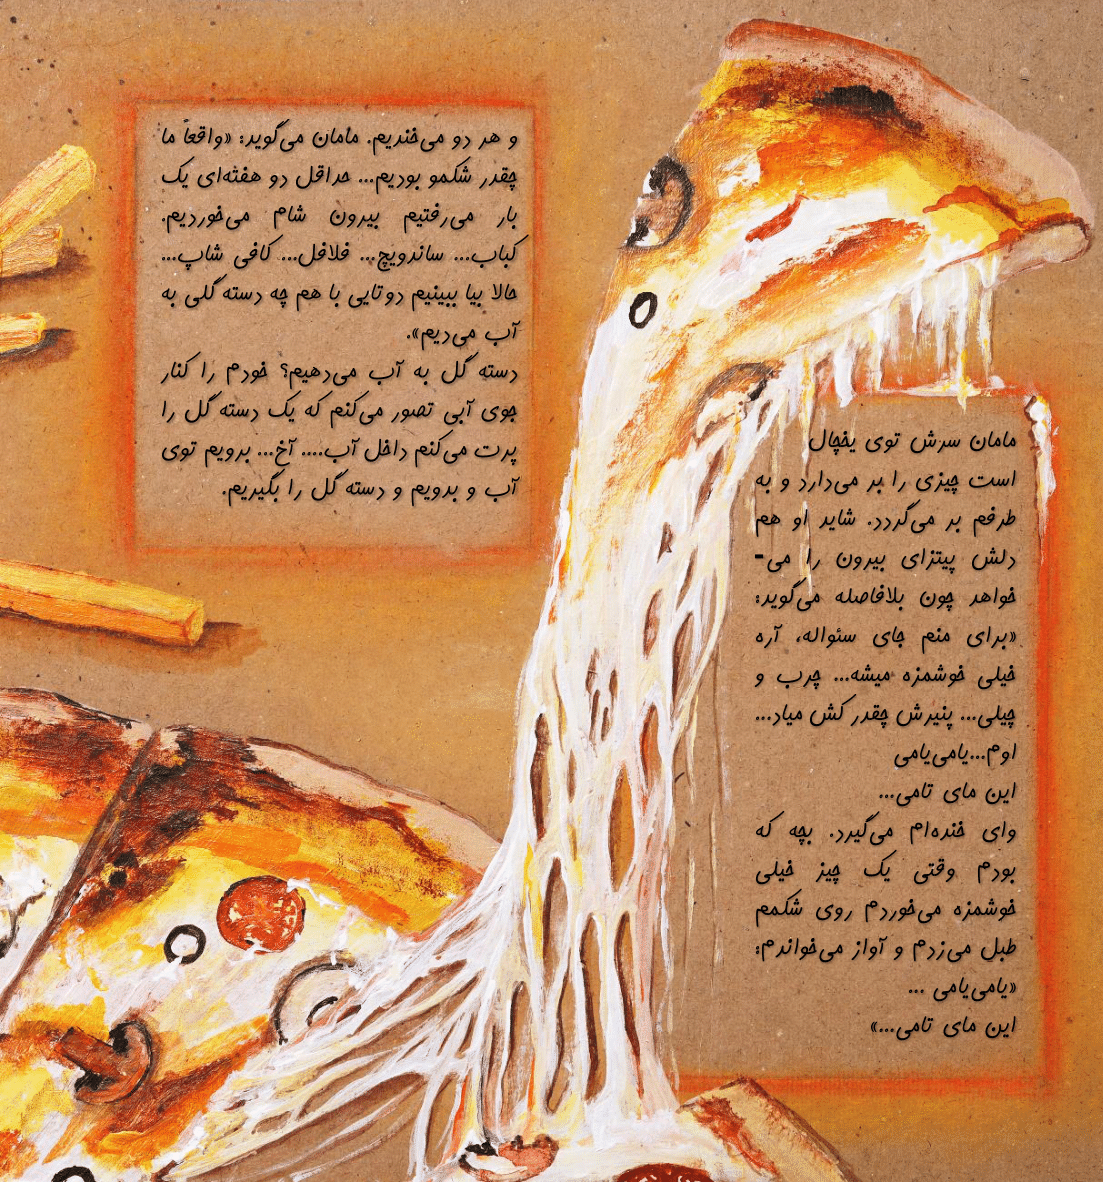 مامان سرش توی یخچال
است چیزی را بر می‌دارد و به
طرفم بر می‌گردد. شاید او هم
دلش پیتزای بیرون را می-
خواهد چون بلافاصله می‌گوید:
«برای منم جای سئواله، آره
خیلی خوشمزه میشه... چرب و
چیلی... پنیرش چقدر کش میاد...
اوم...یامی‌یامی
این مای تامی...
وای خنده‌ام می‌گیرد. بچه که
بودم وقتی یک چیز خیلی
خوشمزه می‌خوردم روی شکمم
طبل می‌زدم و آواز می‌خواندم:
«یامی‌یامی ...
این مای تامی...»
و هر دو می‌خندیم. مامان می‌گوید: «واقعاً ما
چقدر شکمو بودیم... حداقل دو هفته‌ای یک
بار می‌رفتیم بیرون شام می‌خوردیم.
کباب... ساندویچ... فلافل... کافی شاپ...
حالا بیا ببینیم دوتایی با هم چه دسته گلی به
آب می‌دیم».
دسته گل به آب می‌دهیم؟ خودم را کنار
جوی آبی تصور می‌کنم که یک دسته گل را
پرت می‌کنم داخل آب.... آخ... برویم توی
آب و بدویم و دسته گل را بگیریم.